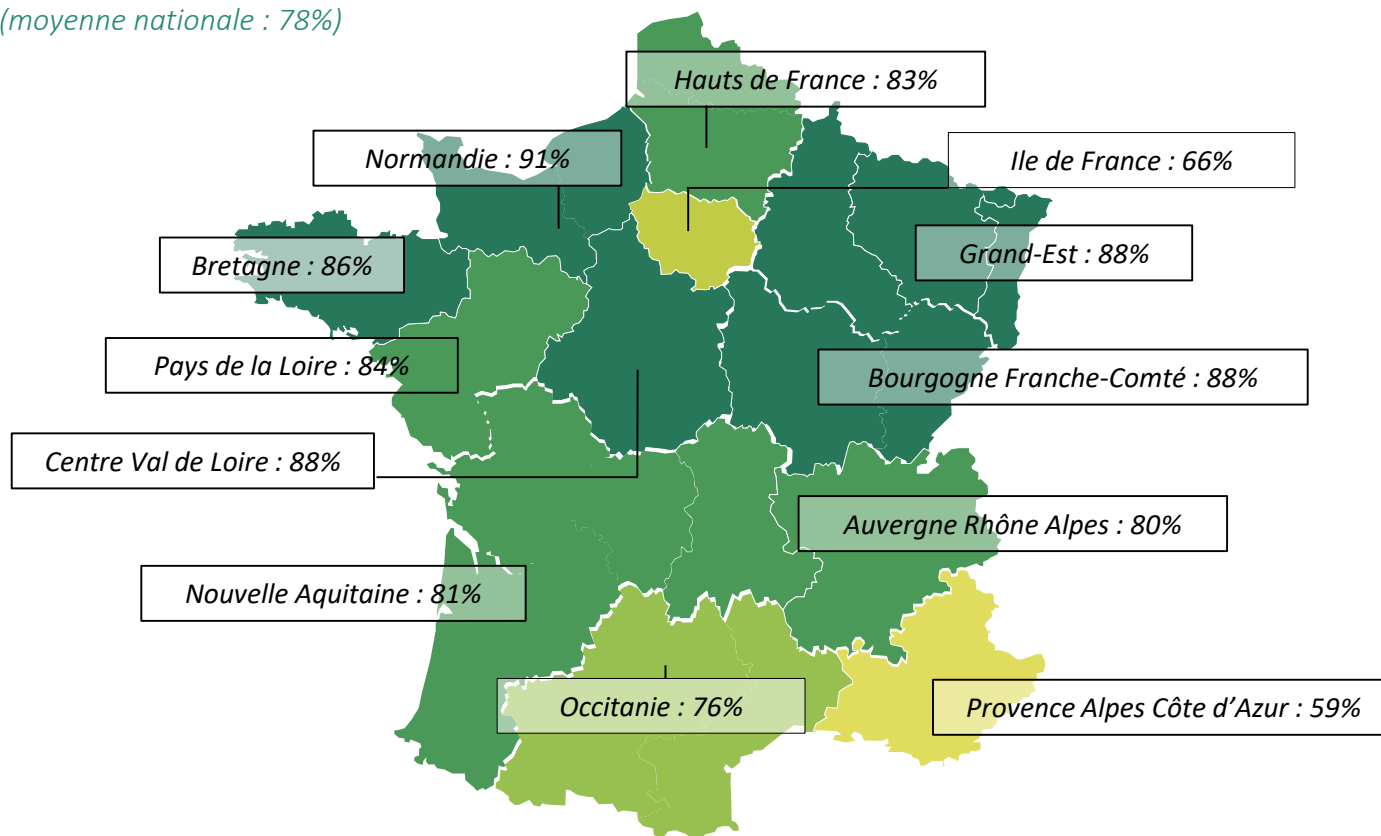 (moyenne nationale : 78%)
Hauts de France : 83%
Normandie : 91%
Ile de France : 66%
Bretagne : 86%
Grand-Est : 88%
Pays de la Loire : 84%
Bourgogne Franche-Comté : 88%
Centre Val de Loire : 88%
Auvergne Rhône Alpes : 80%
Nouvelle Aquitaine : 81%
Occitanie : 76%
Provence Alpes Côte d’Azur : 59%